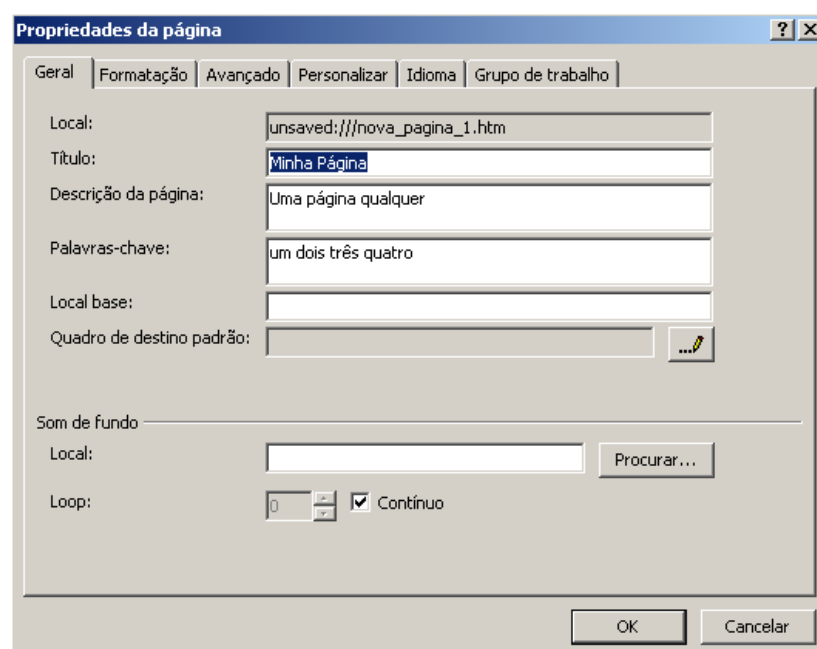 Propriedades da página
Geral Formatação Avançado Personalizar Idioma Grupo de trabalho
Local: unsaved:///nova_pagina_1.htm
Título: Minha Página
Descrição da página: Uma página qualquer
Palavras-chave: um dois três quatro
Local base:
Quadro de destino padrão: ...
Som de fundo
Local: Procurar...
Loop: 0 Contínuo
OK Cancelar